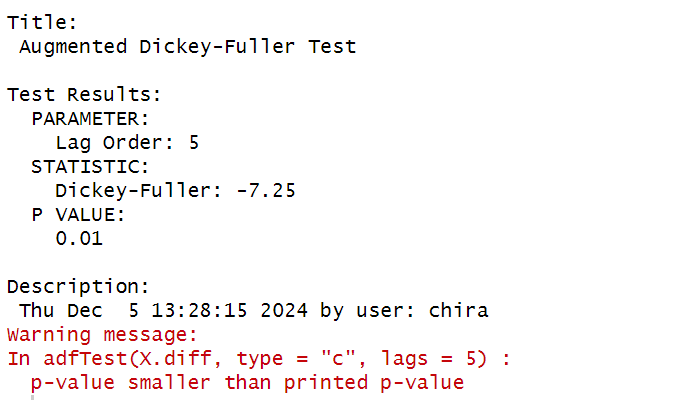 Title:
 Augmented Dickey-Fuller Test

Test Results:
  PARAMETER:
    Lag Order: 5
  STATISTIC:
    Dickey-Fuller: -7.25
  P VALUE:
    0.01

Description:
 Thu Dec  5 13:28:15 2024 by user: chira
Warning message:
In adfTest(X.diff, type = "c", lags = 5) :
  p-value smaller than printed p-value